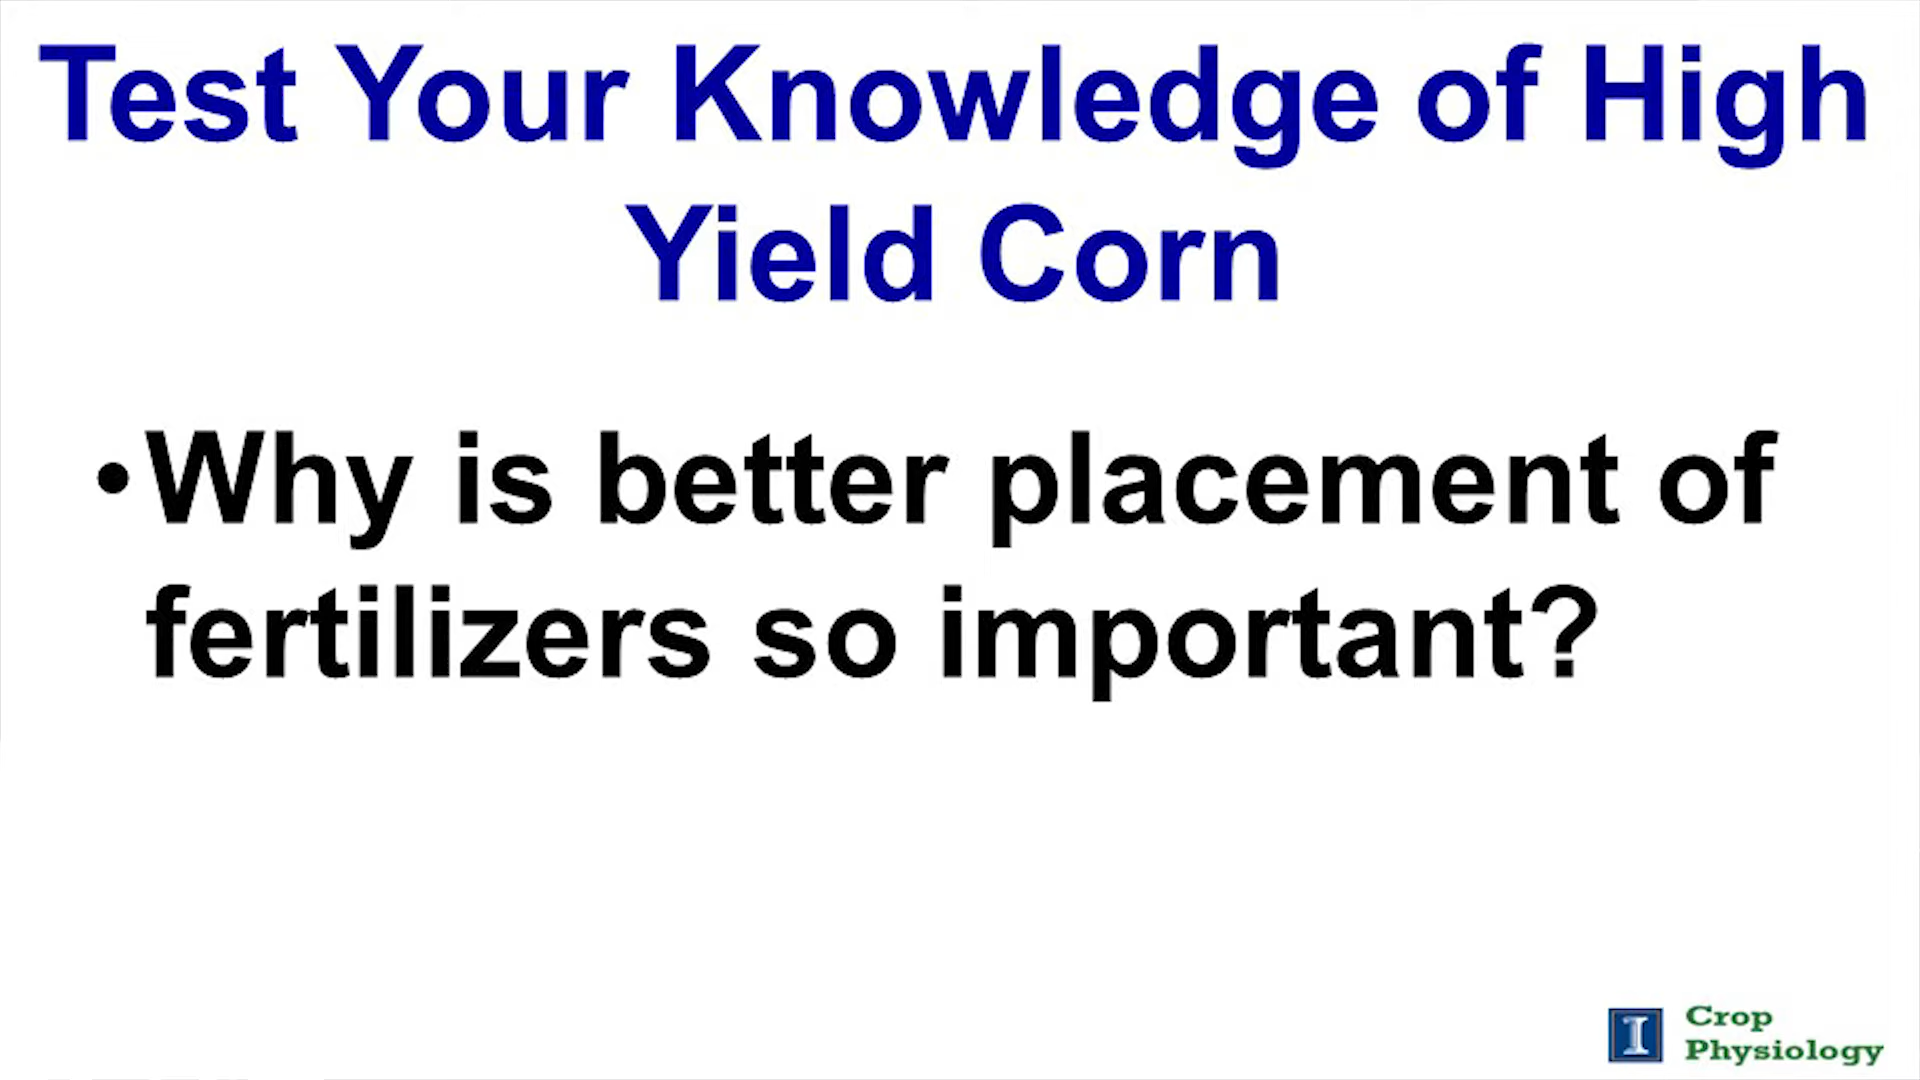 Test Your Knowledge of High
Yield Corn
•Why is better placement of
fertilizers so important?
I
Crop
Physiology